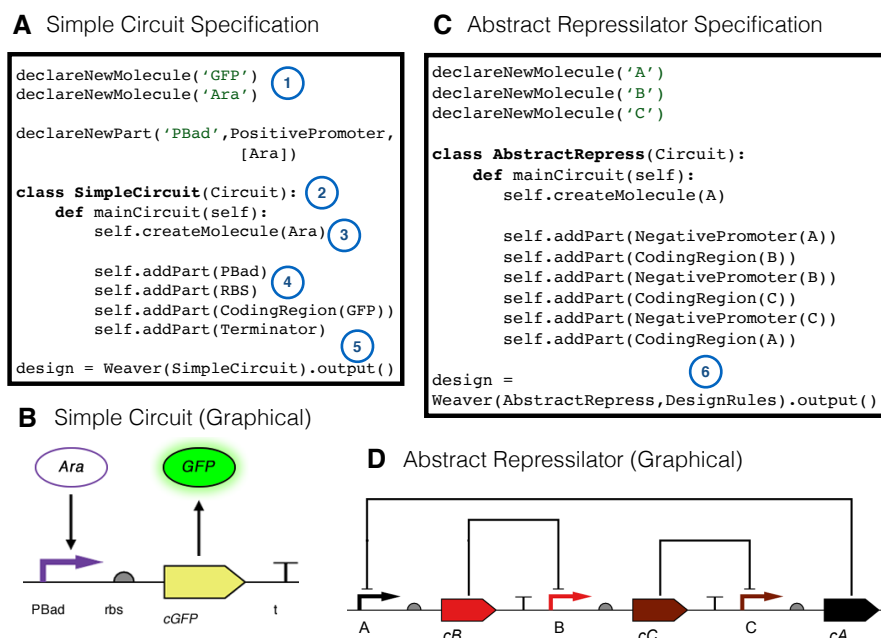 A Simple Circuit Specification
declareNewMolecule('GFP')
declareNewMolecule('Ara')
1
declareNewPart('PBad',PositivePromoter,
[Ara])
class SimpleCircuit(Circuit): 2
def mainCircuit(self):
self.createMolecule(Ara) 3
self.addPart(PBad)
self.addPart(RBS) 4
self.addPart(CodingRegion(GFP))
self.addPart(Terminator)
5
design = Weaver(SimpleCircuit).output()
C Abstract Repressilator Specification
declareNewMolecule('A')
declareNewMolecule('B')
declareNewMolecule('C')
class AbstractRepress(Circuit):
def mainCircuit(self):
self.createMolecule(A)
self.addPart(NegativePromoter(A))
self.addPart(CodingRegion(B))
self.addPart(NegativePromoter(B))
self.addPart(CodingRegion(C))
self.addPart(NegativePromoter(C))
self.addPart(CodingRegion(A))
6
design =
Weaver(AbstractRepress,DesignRules).output()
B Simple Circuit (Graphical)
Ara GFP
PBad rbs cGFP t
D Abstract Repressilator (Graphical)
A cB B cC C cA